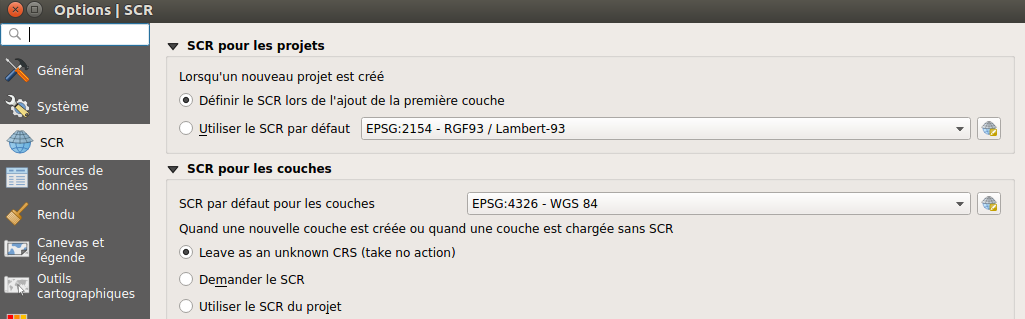 Options | SCR
Général
Système
SCR
Sources de
données
Rendu
Canevas et
légende
Outils
cartographiques
SCR pour les projets
Lorsqu'un nouveau projet est créé
Définir le SCR lors de l'ajout de la première couche
Utiliser le SCR par défaut
EPSG:2154 - RGF93 / Lambert-93
SCR pour les couches
SCR par défaut pour les couches
EPSG:4326 - WGS 84
Quand une nouvelle couche est créée ou quand une couche est chargée sans SCR
Leave as an unknown CRS (take no action)
Demander le SCR
Utiliser le SCR du projet